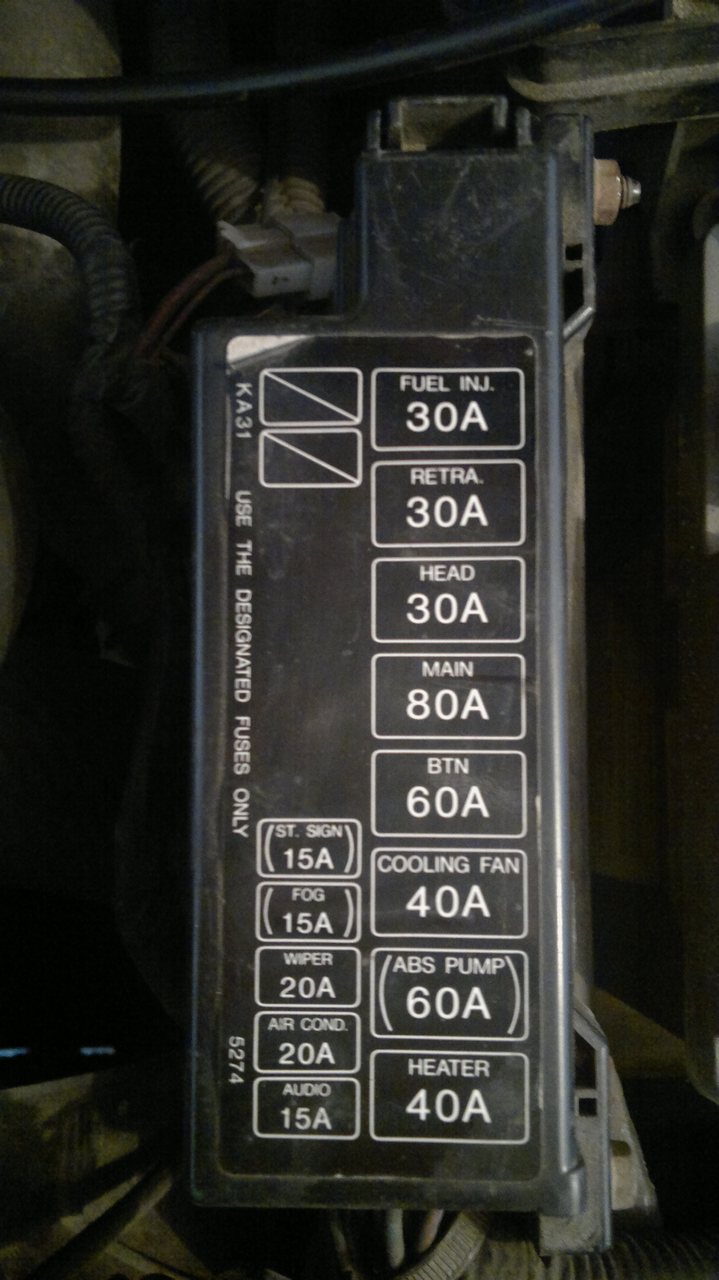 KA31 USE THE DESIGNATED FUSES ONLY 5274
FUEL INJ.
30A
RETRA.
30A
HEAD
30A
MAIN
80A
BTN
60A
COOLING FAN
40A
(ABS PUMP
60A)
HEATER
40A
(ST. SIGN
15A)
(FOG
15A)
WIPER
20A
AIR COND.
20A
AUDIO
15A